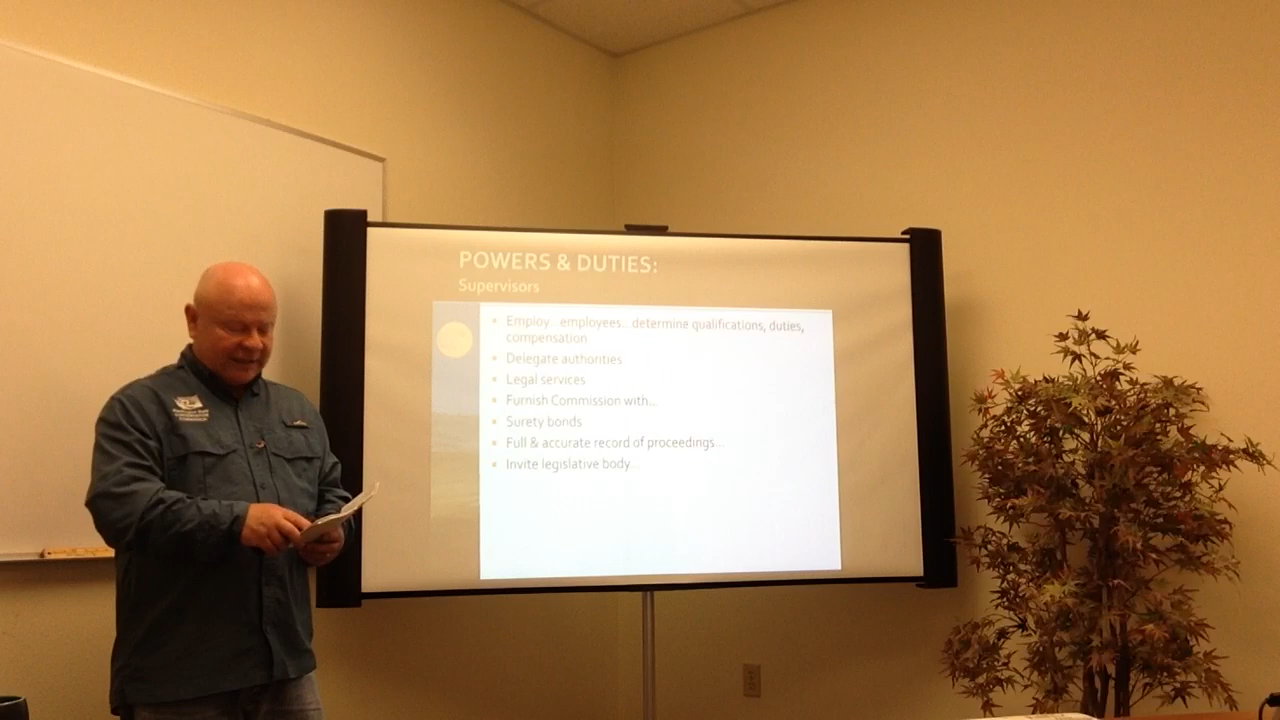 POWERS & DUTIES:
Supervisors
Employ...employees...determine qualifications, duties,
compensation
Delegate authorities
Legal services
Furnish Commission with...
Surety bonds
Full & accurate record of proceedings...
Invite legislative body...